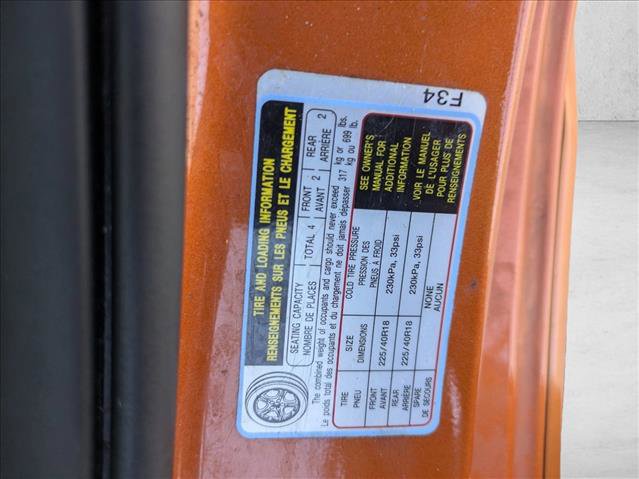 TIRE AND LOADING INFORMATION
RENSEIGNEMENTS SUR LES PNEUS ET LE CHARGEMENT
SEATING CAPACITY
NOMBRE DE PLACES
TOTAL 4
FRONT
AVANT
2
REAR
ARRIÈRE
2
The combined weight of occupants and cargo should never exceed 317 kg or 699 lbs.
Le poids total des occupants et du chargement ne doit jamais dépasser 317 kg ou 699 lb.
TIRE
PNEU
SIZE
DIMENSIONS
COLD TIRE PRESSURE
PRESSION DES
PNEUS À FROID
FRONT
AVANT
225/40R18
230kPa, 33psi
REAR
ARRIÈRE
225/40R18
230kPa, 33psi
SPARE
DE SECOURS
NONE
AUCUN
SEE OWNER'S
MANUAL FOR
ADDITIONAL
INFORMATION
VOIR LE MANUEL
DE L'USAGER
POUR PLUS DE
RENSEIGNEMENTS
F34